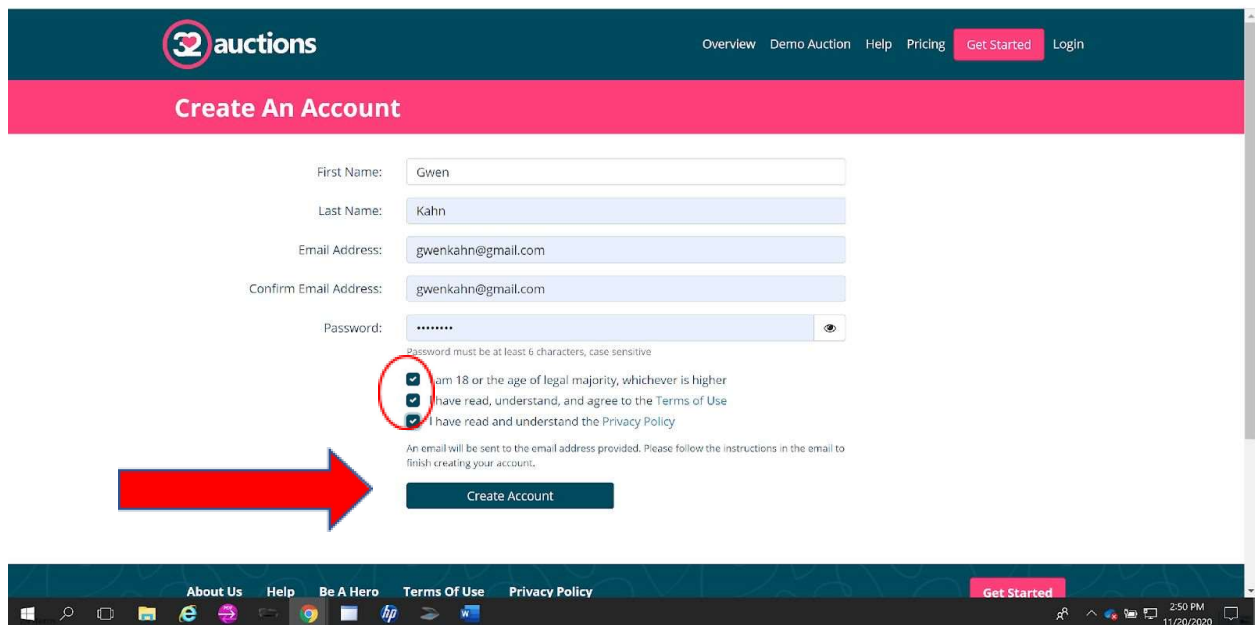 32 auctions
Overview Demo Auction Help Pricing Get Started Login
Create An Account
First Name: Gwen
Last Name: Kahn
Email Address: gwenkahn@gmail.com
Confirm Email Address: gwenkahn@gmail.com
Password: ••••••••
Password must be at least 6 characters, case sensitive
I am 18 or the age of legal majority, whichever is higher
I have read, understand, and agree to the Terms of Use
I have read and understand the Privacy Policy
An email will be sent to the email address provided. Please follow the instructions in the email to
finish creating your account.
Create Account
About Us Help Be A Hero Terms Of Use Privacy Policy Get Started
2:50 PM
11/20/2020